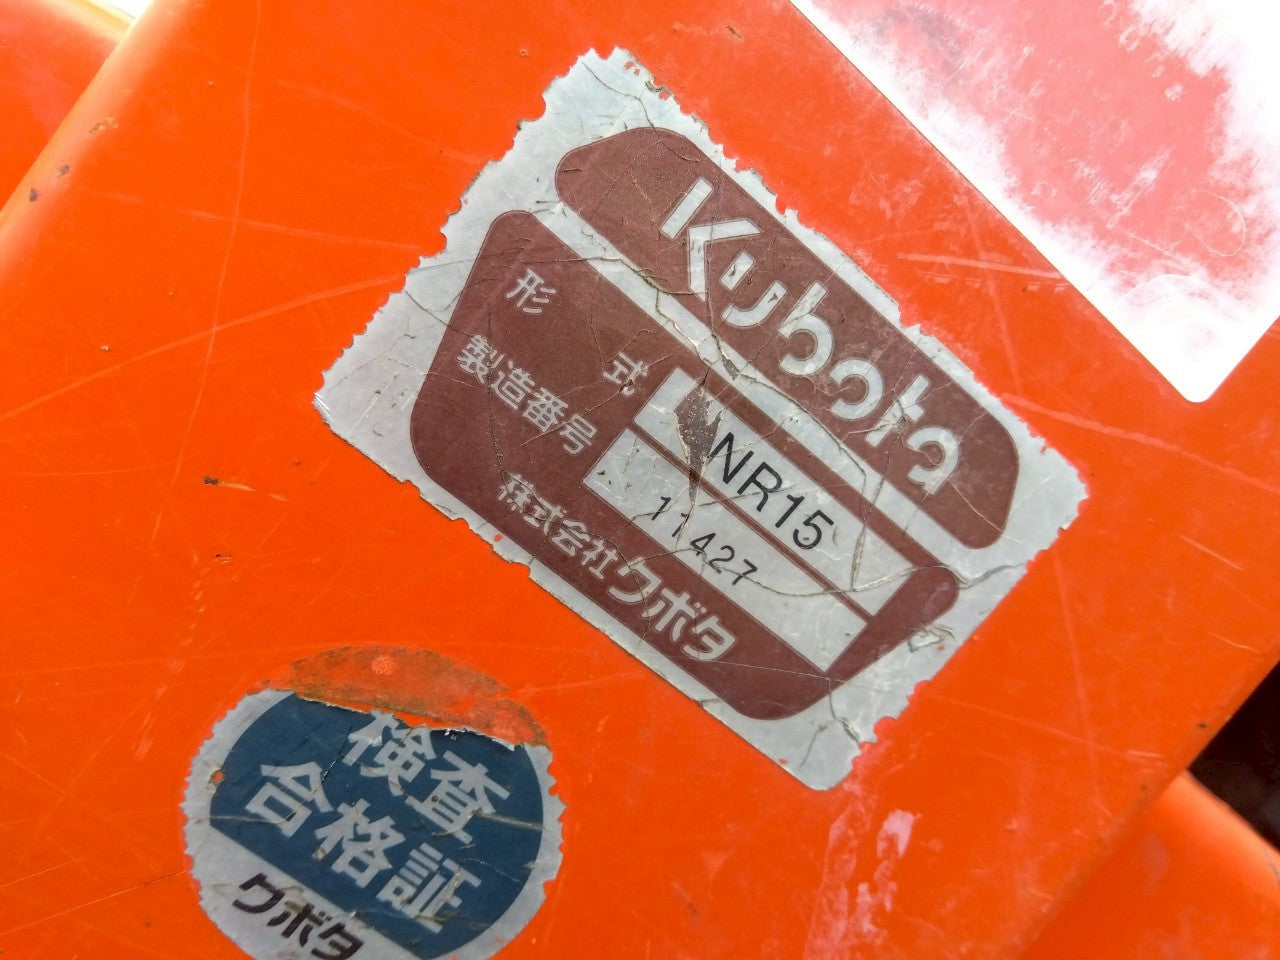 Kubota
形 式 NR15
製造番号 11427
株式会社クボタ
検査
合格証
クボタ